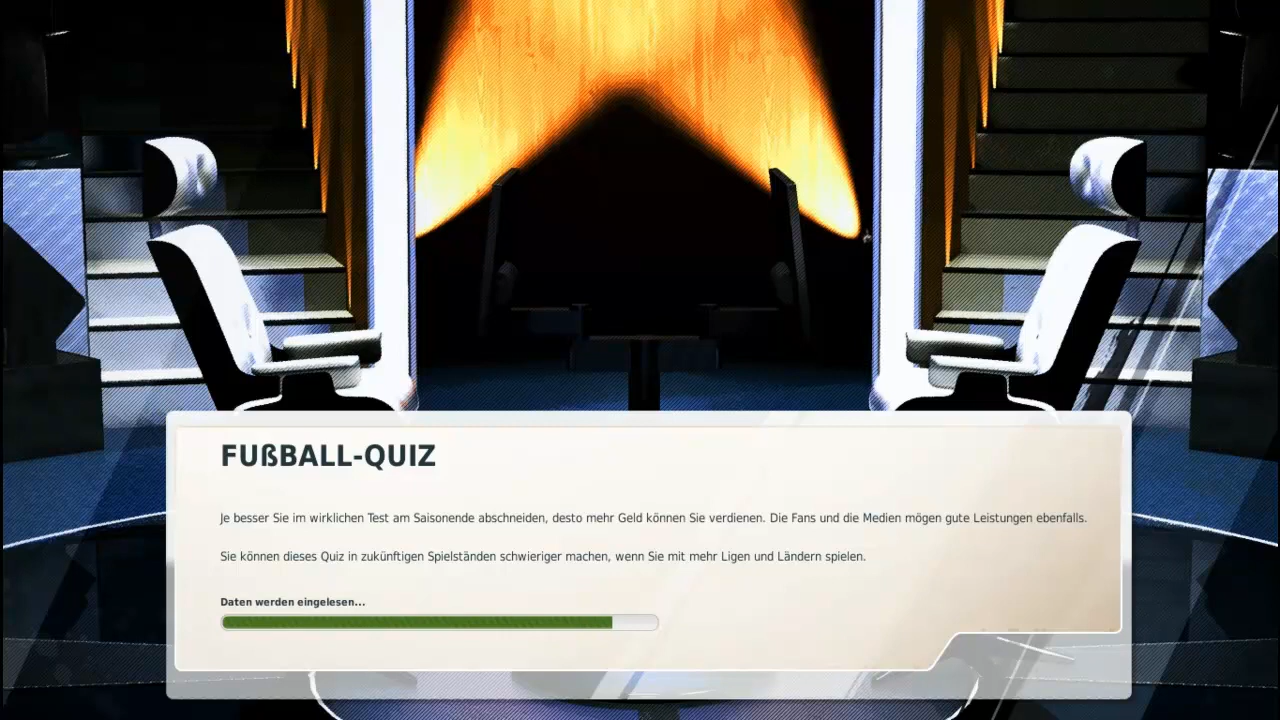 FUßBALL-QUIZ
Je besser Sie im wirklichen Test am Saisonende abschneiden, desto mehr Geld können Sie verdienen. Die Fans und die Medien mögen gute Leistungen ebenfalls.
Sie können dieses Quiz in zukünftigen Spielständen schwieriger machen, wenn Sie mit mehr Ligen und Ländern spielen.
Daten werden eingelesen...